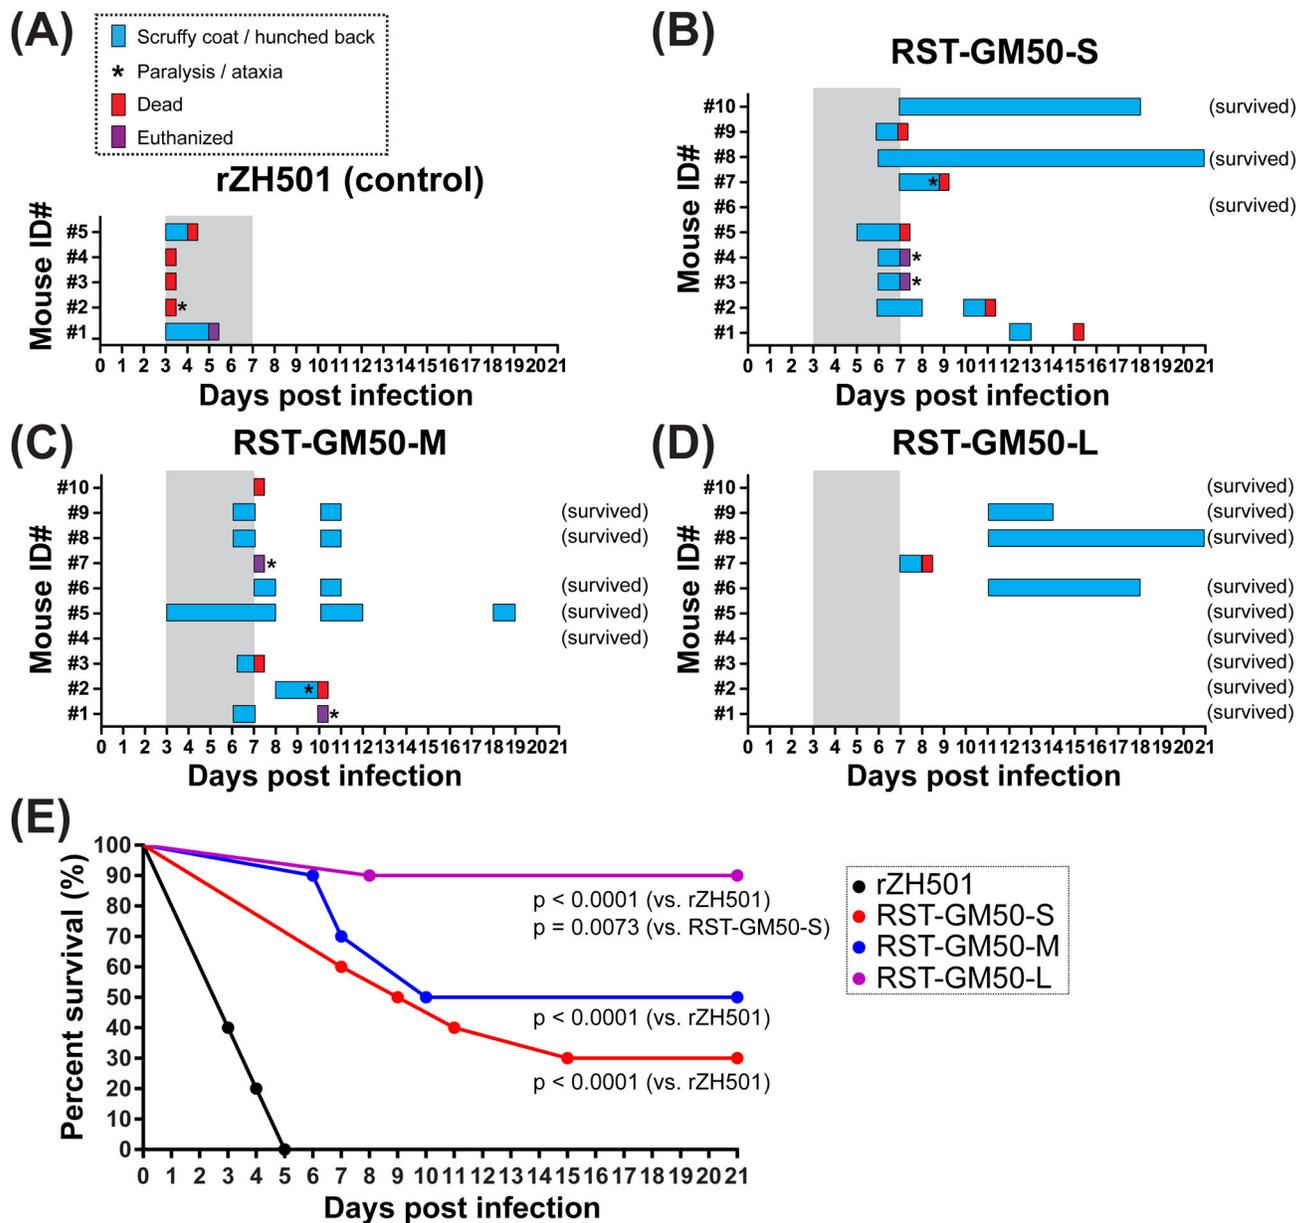 (A)
Scruffy coat / hunched back
* Paralysis / ataxia
Dead
Euthanized
rZH501 (control)
Mouse ID#
#5
#4
#3
#2 *
#1
0 1 2 3 4 5 6 7 8 9 10 11 12 13 14 15 16 17 18 19 20 21
Days post infection
(B)
RST-GM50-S
Mouse ID#
#10 (survived)
#9
#8 (survived)
#7 *
#6 (survived)
#5
#4 *
#3 *
#2
#1
0 1 2 3 4 5 6 7 8 9 10 11 12 13 14 15 16 17 18 19 20 21
Days post infection
(C)
RST-GM50-M
Mouse ID#
#10
#9 (survived)
#8 (survived)
#7 *
#6 (survived)
#5 (survived)
#4 (survived)
#3
#2 *
#1 *
0 1 2 3 4 5 6 7 8 9 10 11 12 13 14 15 16 17 18 19 20 21
Days post infection
(D)
RST-GM50-L
Mouse ID#
#10 (survived)
#9 (survived)
#8 (survived)
#7
#6 (survived)
#5 (survived)
#4 (survived)
#3 (survived)
#2 (survived)
#1 (survived)
0 1 2 3 4 5 6 7 8 9 10 11 12 13 14 15 16 17 18 19 20 21
Days post infection
(E)
Percent survival (%)
100
90
80
70
60
50
40
30
20
10
0
p < 0.0001 (vs. rZH501)
p = 0.0073 (vs. RST-GM50-S)
p < 0.0001 (vs. rZH501)
p < 0.0001 (vs. rZH501)
0 1 2 3 4 5 6 7 8 9 10 11 12 13 14 15 16 17 18 19 20 21
Days post infection
rZH501
RST-GM50-S
RST-GM50-M
RST-GM50-L